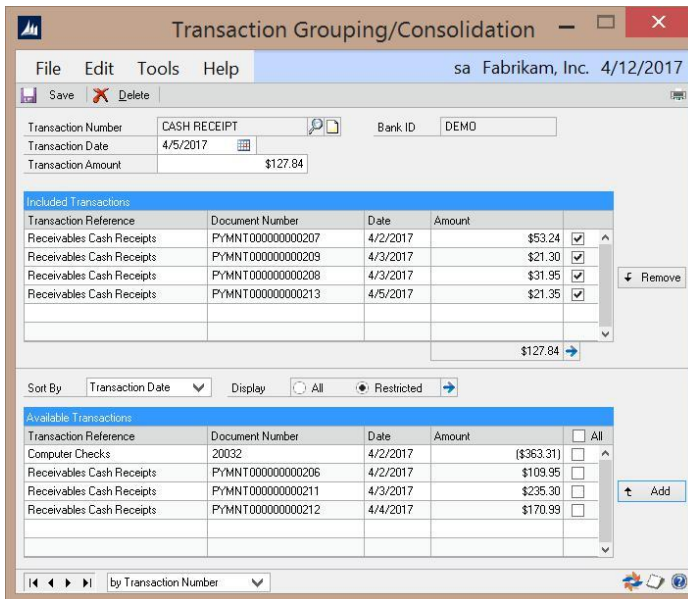 Transaction Grouping/Consolidation
File Edit Tools Help sa Fabrikam, Inc. 4/12/2017
Save Delete
Transaction Number CASH RECEIPT Bank ID DEMO
Transaction Date 4/5/2017
Transaction Amount $127.84
Included Transactions
Transaction Reference Document Number Date Amount
Receivables Cash Receipts PYMNT000000000207 4/2/2017 $53.24
Receivables Cash Receipts PYMNT000000000209 4/3/2017 $21.30
Receivables Cash Receipts PYMNT000000000208 4/3/2017 $31.95
Remove
Receivables Cash Receipts PYMNT000000000213 4/5/2017 $21.35
$127.84
Sort By Transaction Date Display All Restricted
Available Transactions
Transaction Reference Document Number Date Amount All
Computer Checks 20032 4/2/2017 ($363.31)
Receivables Cash Receipts PYMNT000000000206 4/2/2017 $109.95
Receivables Cash Receipts PYMNT000000000211 4/3/2017 $235.30
Add
Receivables Cash Receipts PYMNT000000000212 4/4/2017 $170.99
by Transaction Number